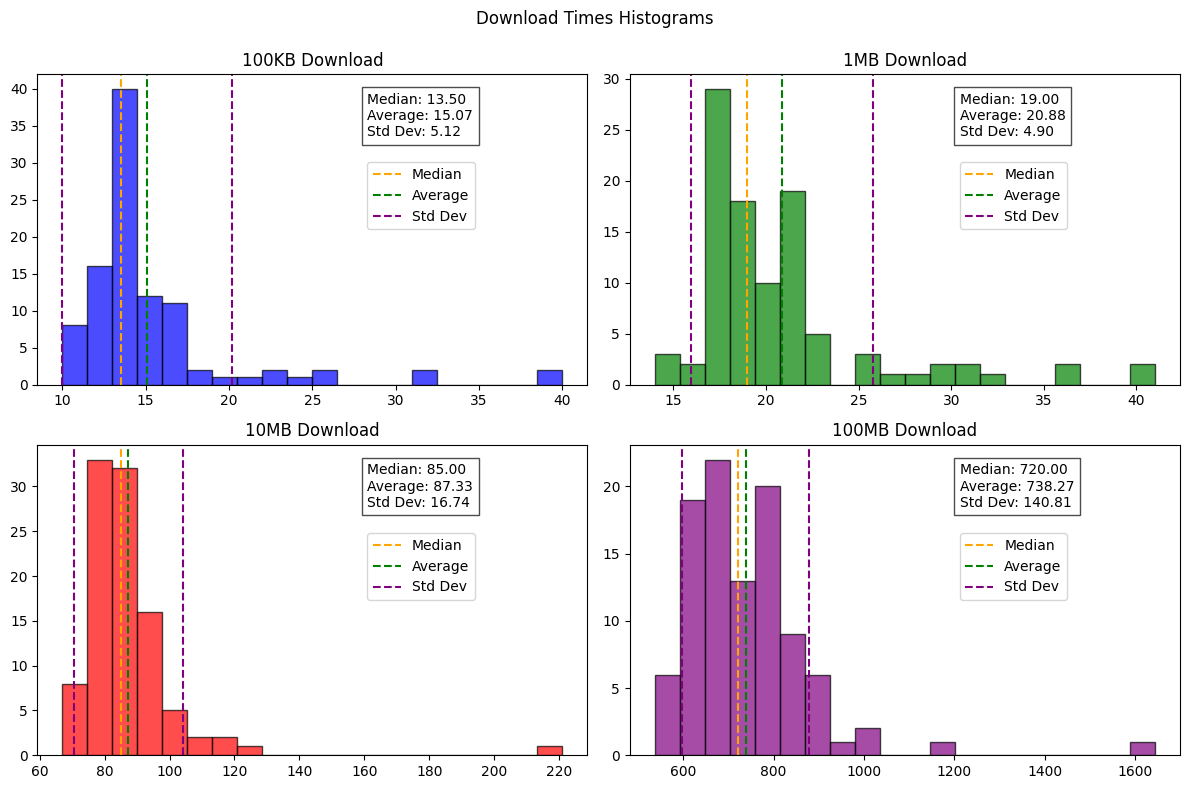 Download Times Histograms
100KB Download
40
35
30
25
20
15
10
5
0
10 15 20 25 30 35 40
Median: 13.50
Average: 15.07
Std Dev: 5.12
Median
Average
Std Dev
1MB Download
30
25
20
15
10
5
0
15 20 25 30 35 40
Median: 19.00
Average: 20.88
Std Dev: 4.90
Median
Average
Std Dev
10MB Download
30
25
20
15
10
5
0
60 80 100 120 140 160 180 200 220
Median: 85.00
Average: 87.33
Std Dev: 16.74
Median
Average
Std Dev
100MB Download
20
15
10
5
0
600 800 1000 1200 1400 1600
Median: 720.00
Average: 738.27
Std Dev: 140.81
Median
Average
Std Dev